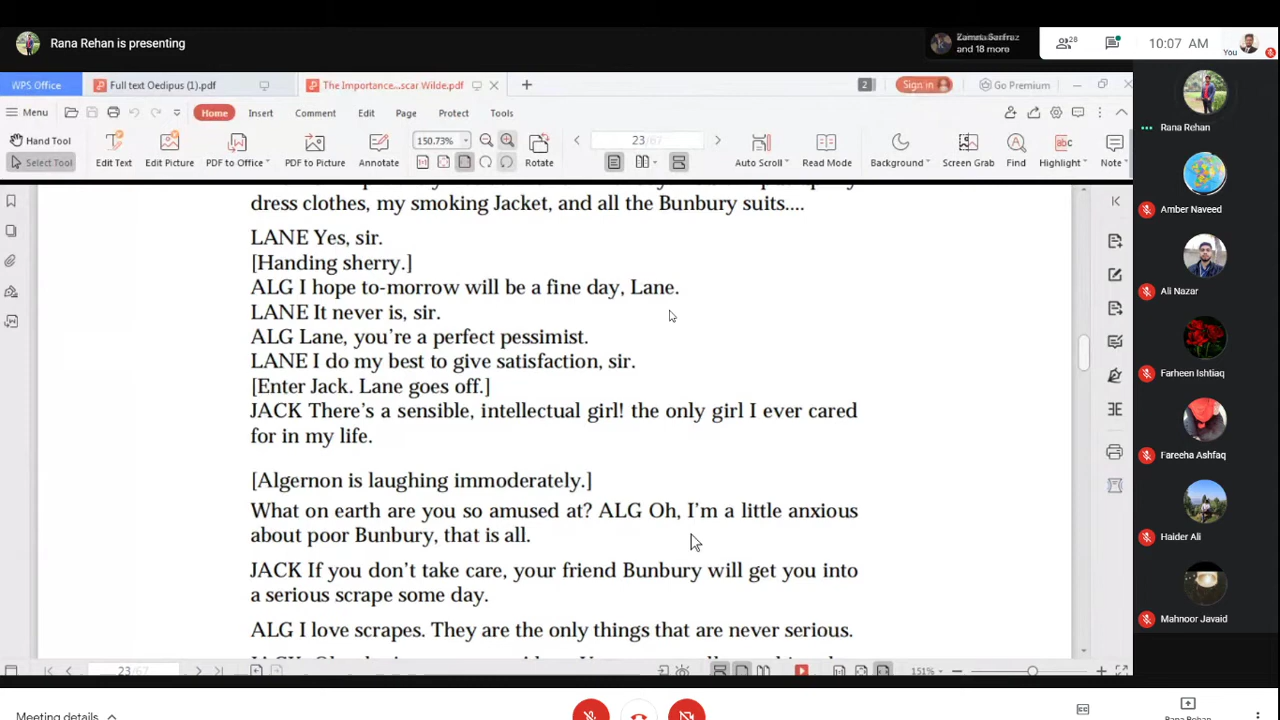 Rana Rehan is presenting
Zameta Sarfraz
and 18 more
28
10:07 AM
You
WPS Office
Full text Oedipus (1).pdf
The Importance...scar Wilde.pdf
2
Sign in
Go Premium
Menu
Home
Insert
Comment
Edit
Page
Protect
Tools
Hand Tool
Select Tool
Edit Text
Edit Picture
PDF to Office
PDF to Picture
Annotate
150.73%
Rotate
23/67
Auto Scroll
Read Mode
Background
Screen Grab
Find
Highlight
Note
dress clothes, my smoking Jacket, and all the Bunbury suits....
LANE Yes, sir.
[Handing sherry.]
ALG I hope to-morrow will be a fine day, Lane.
LANE It never is, sir.
ALG Lane, you're a perfect pessimist.
LANE I do my best to give satisfaction, sir.
[Enter Jack. Lane goes off.]
JACK There's a sensible, intellectual girl! the only girl I ever cared
for in my life.
[Algernon is laughing immoderately.]
What on earth are you so amused at? ALG Oh, I'm a little anxious
about poor Bunbury, that is all.
JACK If you don't take care, your friend Bunbury will get you into
a serious scrape some day.
ALG I love scrapes. They are the only things that are never serious.
23/67
151%
Rana Rehan
Amber Naveed
Ali Nazar
Farheen Ishtiaq
Fareeha Ashfaq
Haider Ali
Mahnoor Javaid
Meeting details
Rana Rehan